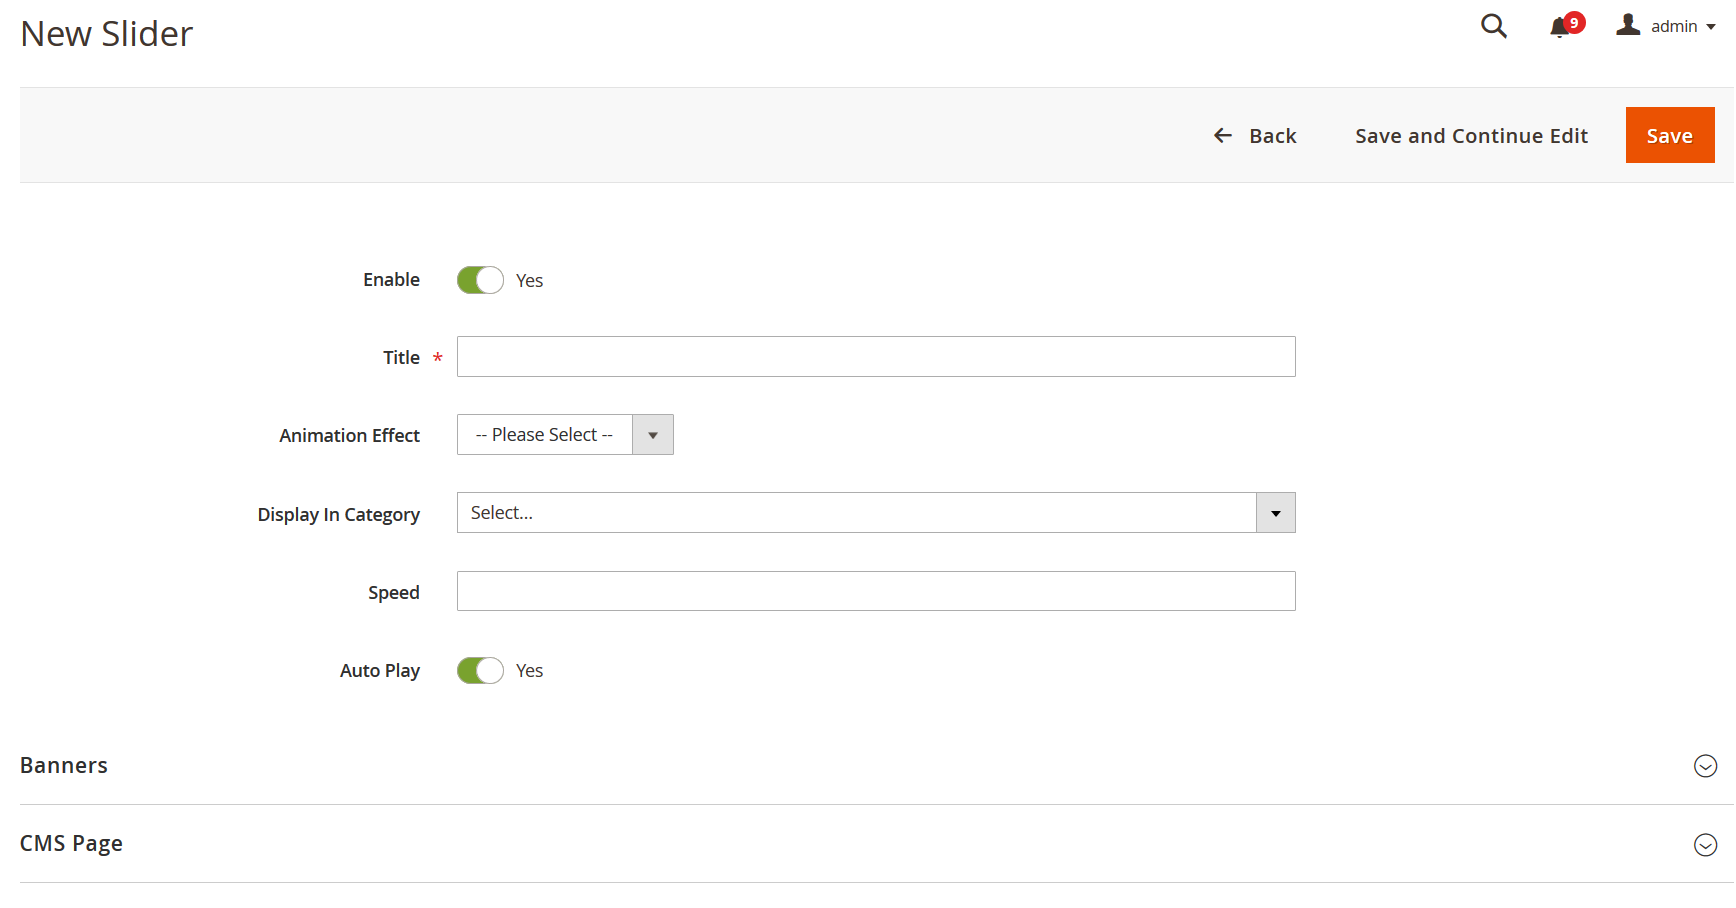 New Slider
9
admin
Back
Save and Continue Edit
Save
Enable
Yes
Title *
Animation Effect
-- Please Select --
Display In Category
Select...
Speed
Auto Play
Yes
Banners
CMS Page